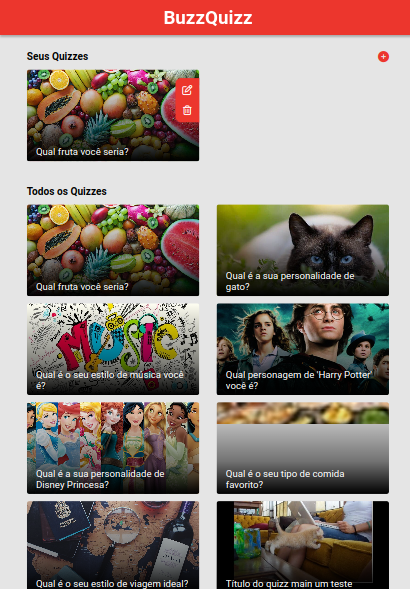 BuzzQuizz
Seus Quizzes
Qual fruta você seria?
Todos os Quizzes
Qual fruta você seria?
Qual é a sua personalidade de
gato?
MUSIC
Qual é o seu estilo de música você
é?
Qual personagem de 'Harry Potter'
você é?
Qual é a sua personalidade de
Disney Princesa?
Qual é o seu tipo de comida
favorito?
Qual é o seu estilo de viagem ideal?
Título do quizz main um teste